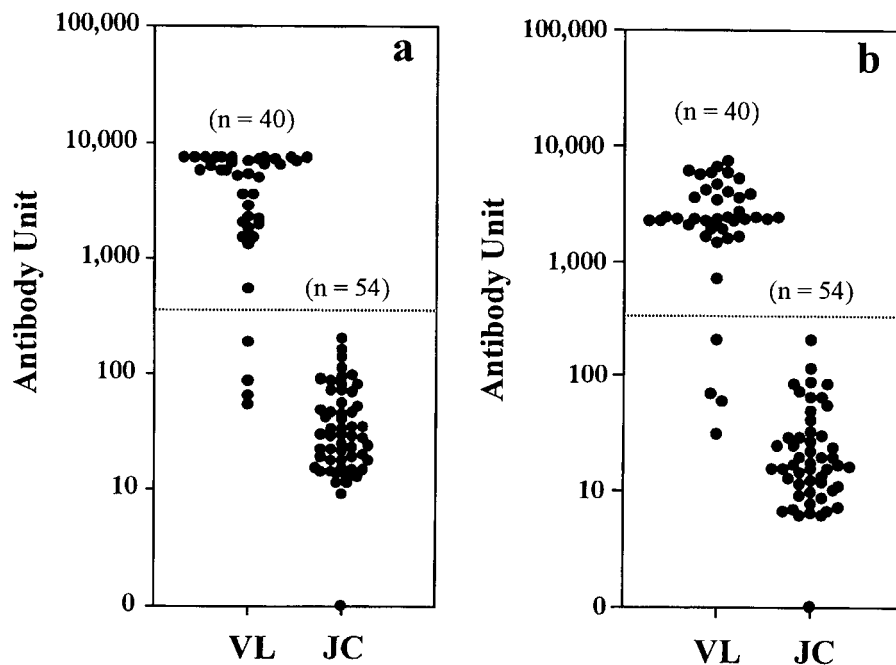 a
100,000
(n = 40)
10,000
1,000
(n = 54)
100
10
0
Antibody Unit
VL JC
b
100,000
(n = 40)
10,000
1,000
(n = 54)
100
10
0
Antibody Unit
VL JC